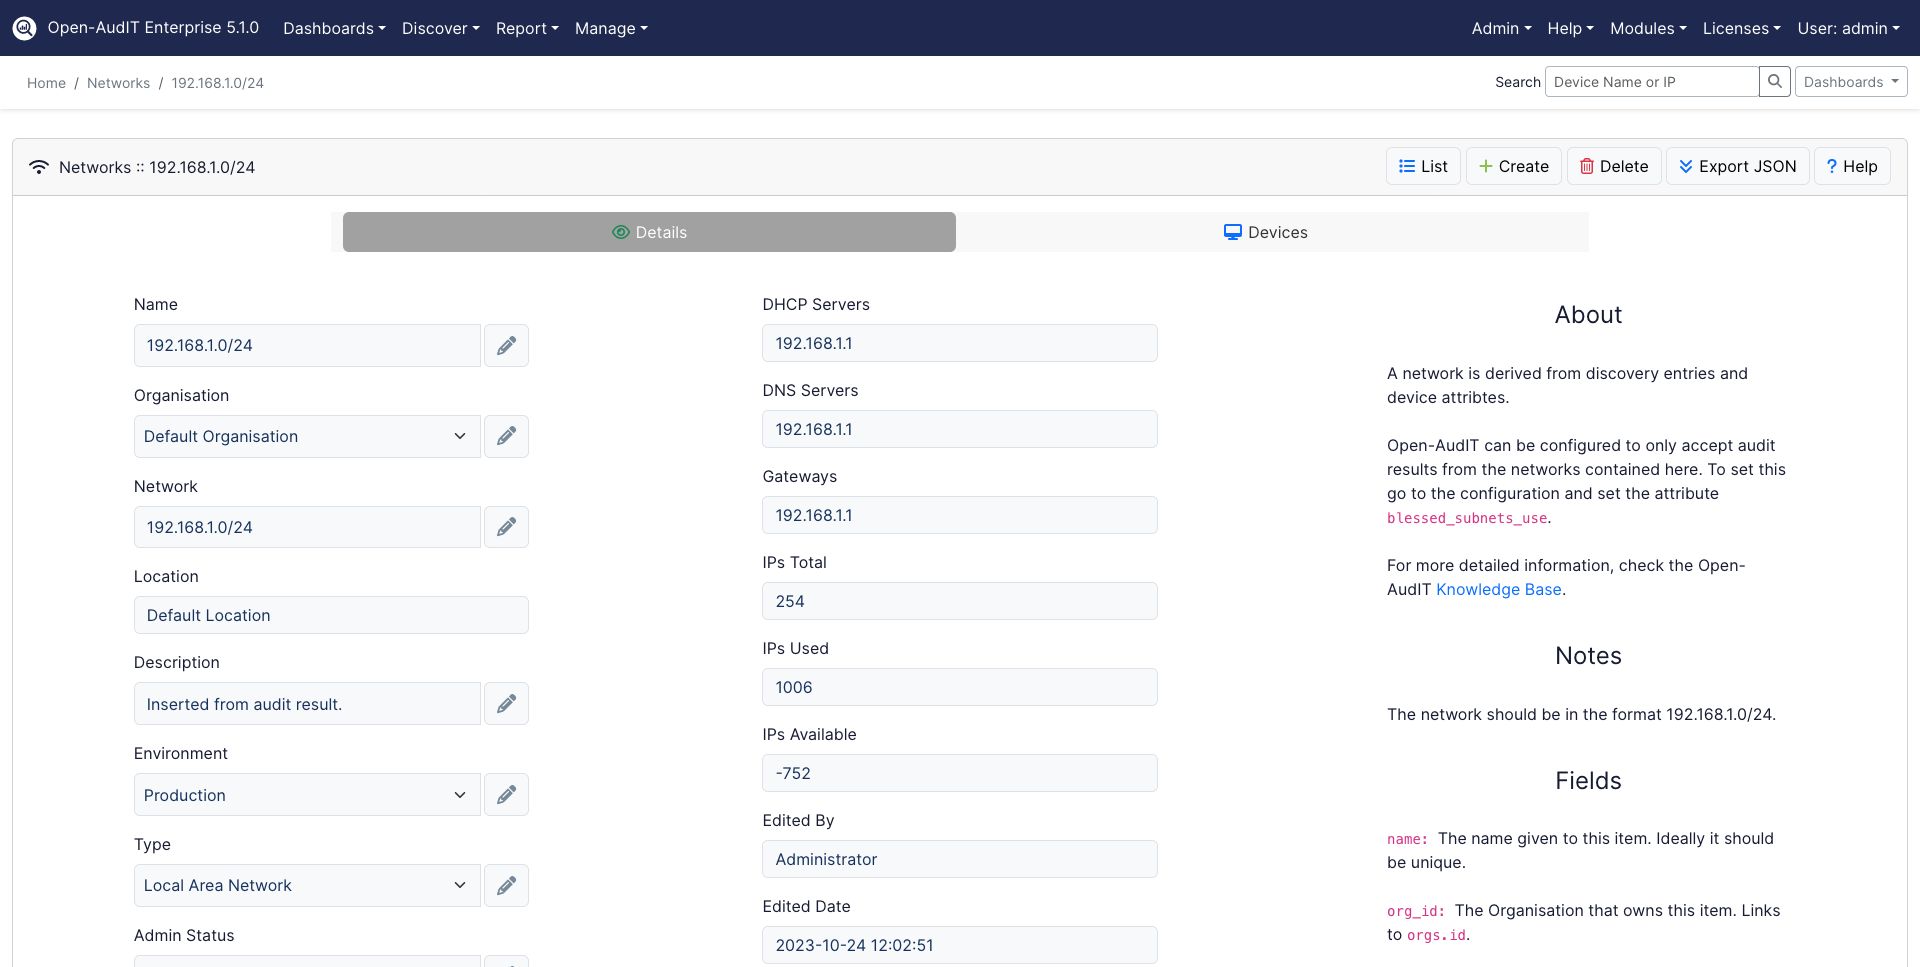 Open-AudIT Enterprise 5.1.0 Dashboards Discover Report Manage Admin Help Modules Licenses User: admin
Home / Networks / 192.168.1.0/24 Search Device Name or IP Dashboards
Networks :: 192.168.1.0/24 List Create Delete Export JSON ? Help
Details Devices
Name
192.168.1.0/24
Organisation
Default Organisation
Network
192.168.1.0/24
Location
Default Location
Description
Inserted from audit result.
Environment
Production
Type
Local Area Network
Admin Status
DHCP Servers
192.168.1.1
DNS Servers
192.168.1.1
Gateways
192.168.1.1
IPs Total
254
IPs Used
1006
IPs Available
-752
Edited By
Administrator
Edited Date
2023-10-24 12:02:51
About
A network is derived from discovery entries and
device attribtes.
Open-AudIT can be configured to only accept audit
results from the networks contained here. To set this
go to the configuration and set the attribute
blessed_subnets_use.
For more detailed information, check the Open-
AudIT Knowledge Base.
Notes
The network should be in the format 192.168.1.0/24.
Fields
name: The name given to this item. Ideally it should
be unique.
org_id: The Organisation that owns this item. Links
to orgs.id.